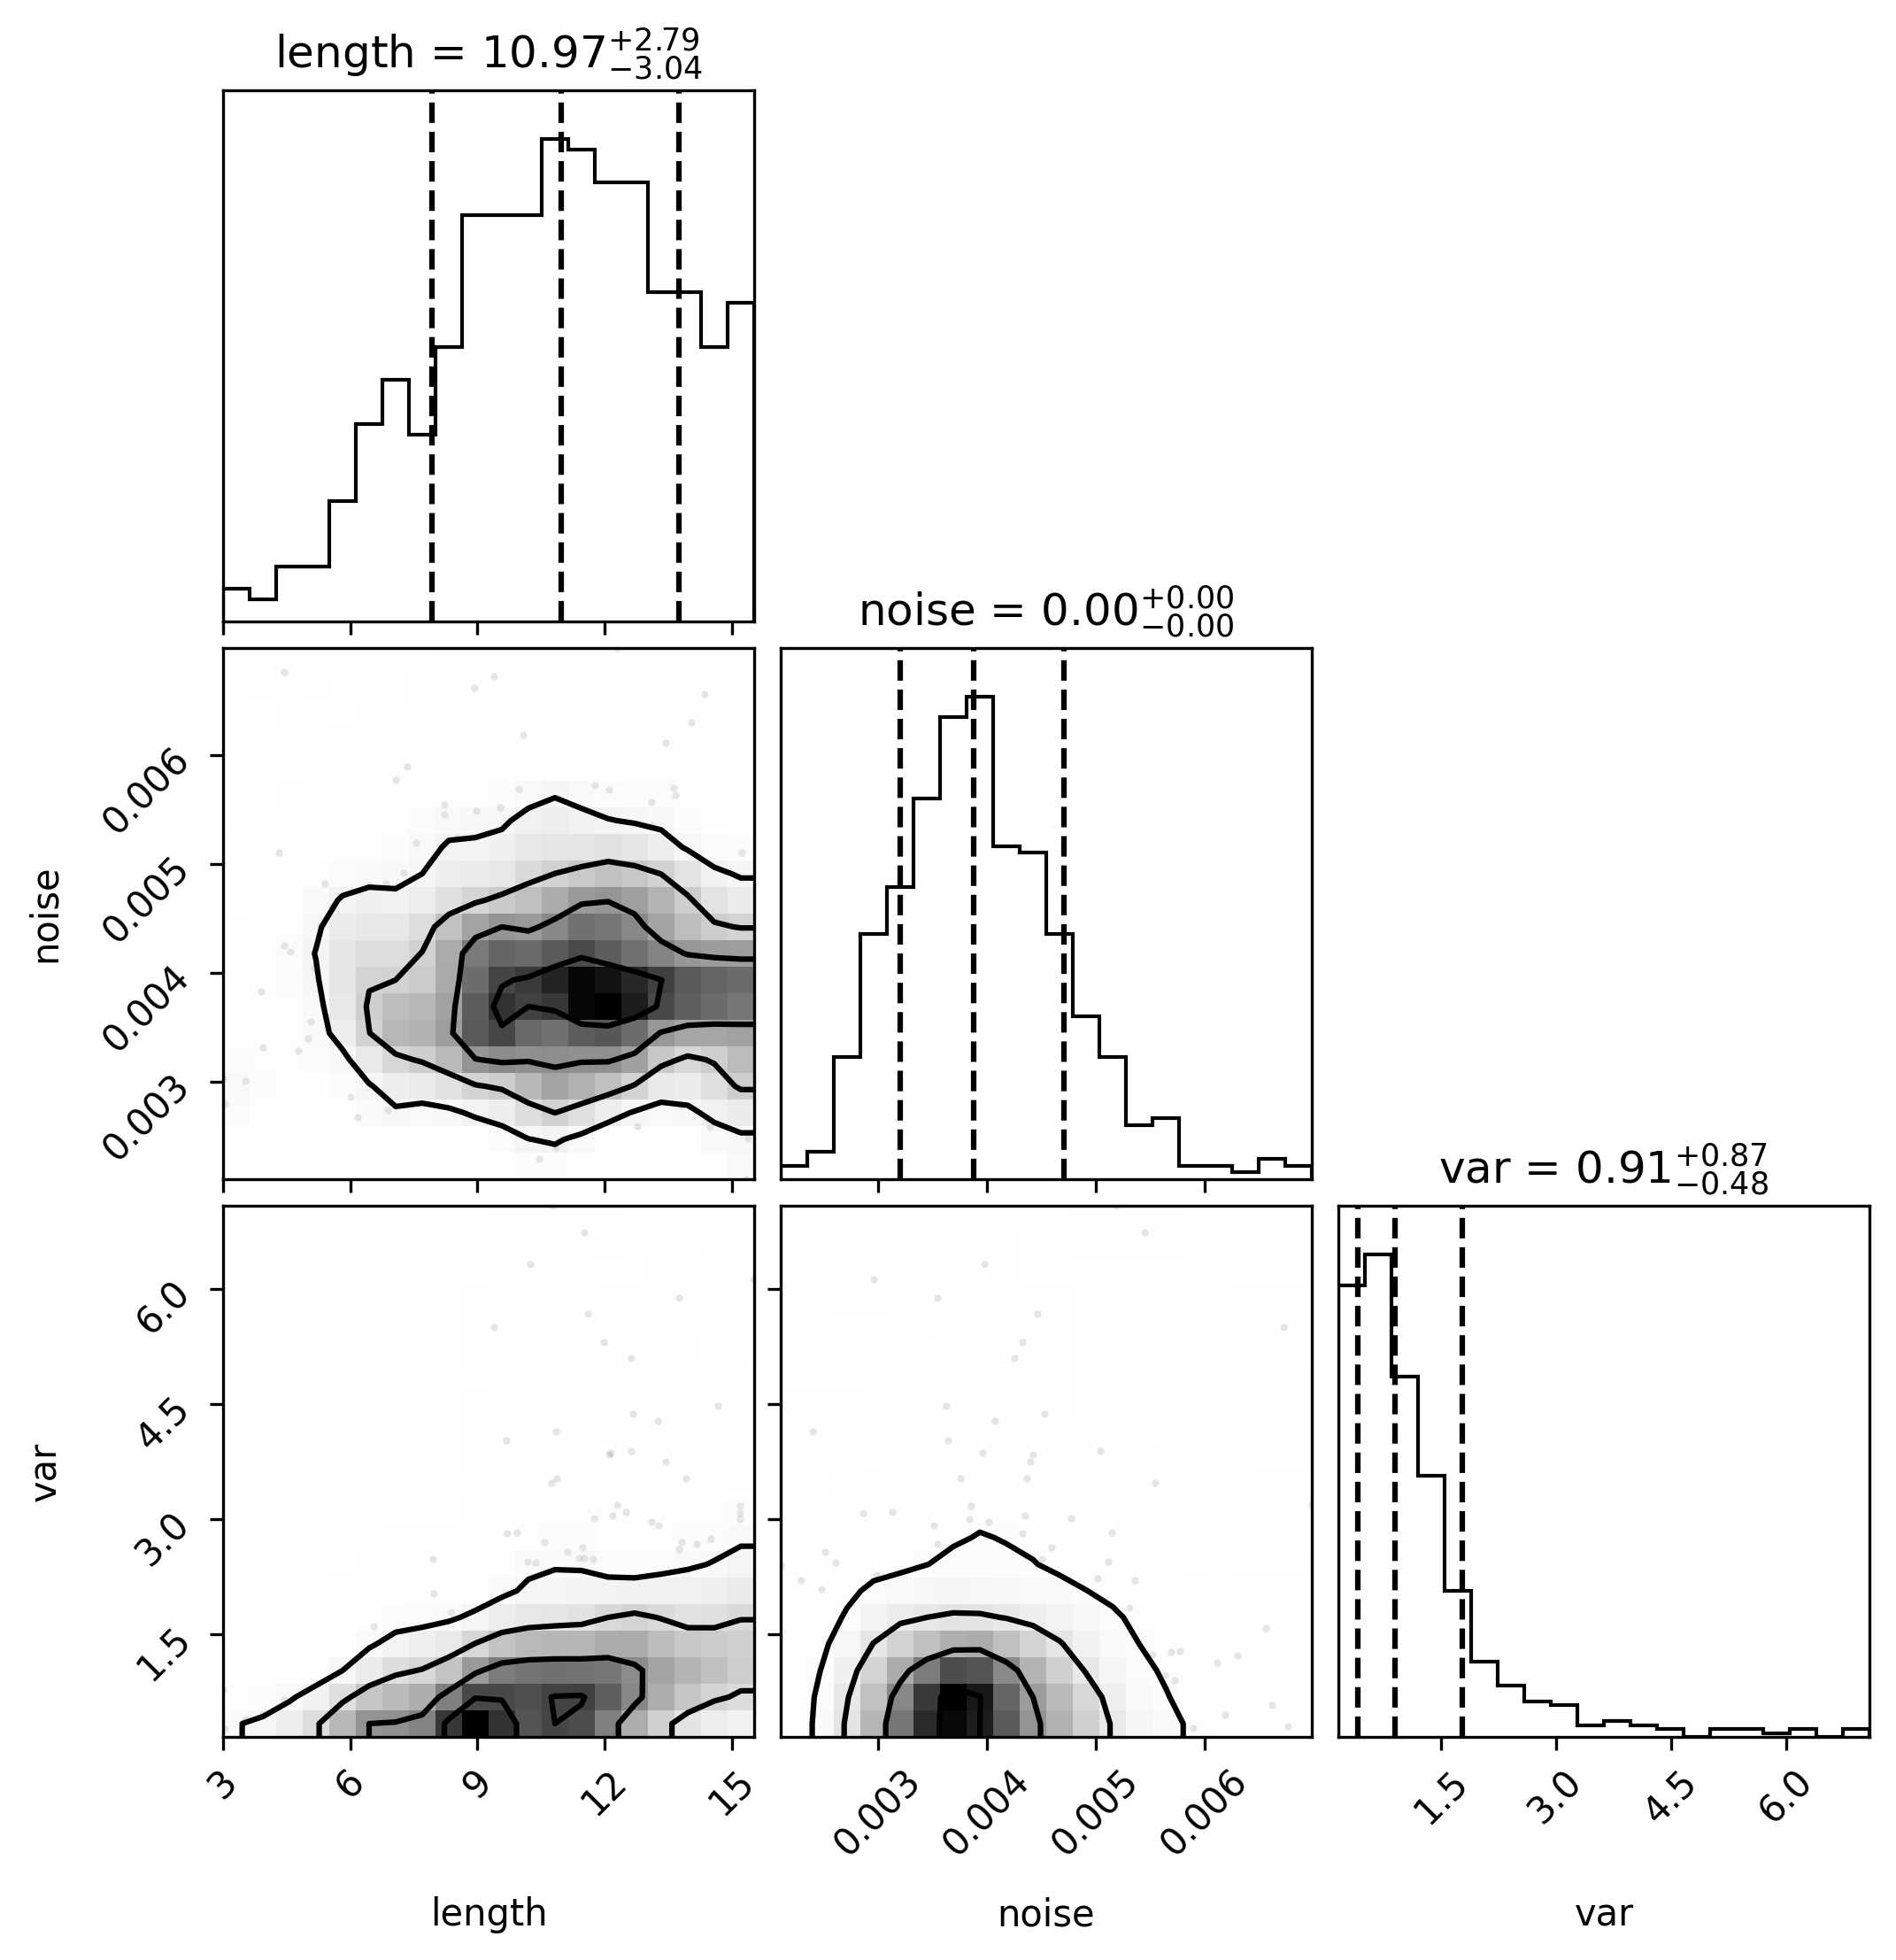 length = 10.97 +2.79 −3.04
noise = 0.00 +0.00 −0.00
0.006
0.005
0.004
0.003
noise
var = 0.91 +0.87 −0.48
6.0
4.5
3.0
1.5
var
3 6 9 12 15
0.003 0.004 0.005 0.006
1.5 3.0 4.5 6.0
length noise var